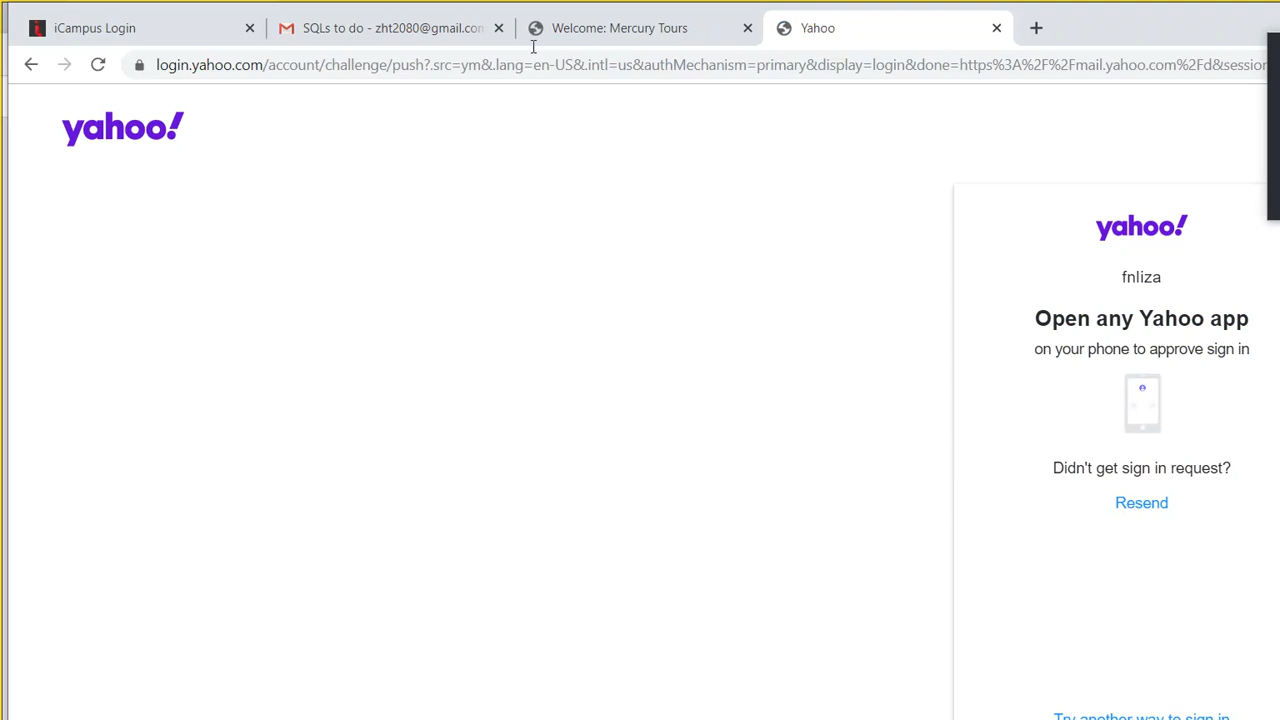 iCampus Login
SQLs to do - zht2080@gmail.con
Welcome: Mercury Tours
Yahoo
login.yahoo.com/account/challenge/push?.src=ym&.lang=en-US&.intl=us&authMechanism=primary&display=login&done=https%3A%2F%2Fmail.yahoo.com%2Fd&session
yahoo!
yahoo!
fnliza
Open any Yahoo app
on your phone to approve sign in
Didn't get sign in request?
Resend
Try another way to sign in